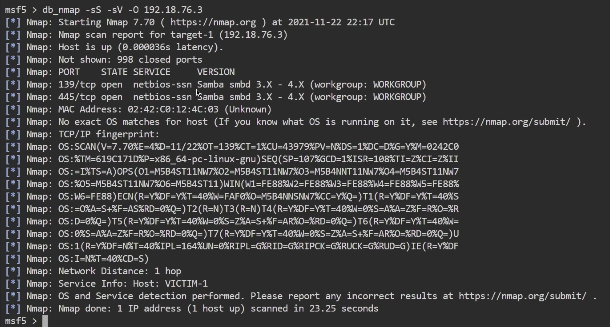 msf5 > db_nmap -sS -sV -O 192.18.76.3
[*] Nmap: Starting Nmap 7.70 ( https://nmap.org ) at 2021-11-22 22:17 UTC
[*] Nmap: Nmap scan report for target-1 (192.18.76.3)
[*] Nmap: Host is up (0.000036s latency).
[*] Nmap: Not shown: 998 closed ports
[*] Nmap: PORT    STATE SERVICE     VERSION
[*] Nmap: 139/tcp open  netbios-ssn Samba smbd 3.X - 4.X (workgroup: WORKGROUP)
[*] Nmap: 445/tcp open  netbios-ssn Samba smbd 3.X - 4.X (workgroup: WORKGROUP)
[*] Nmap: MAC Address: 02:42:C0:12:4C:03 (Unknown)
[*] Nmap: No exact OS matches for host (If you know what OS is running on it, see https://nmap.org/submit/ ).
[*] Nmap: TCP/IP fingerprint:
[*] Nmap: OS:SCAN(V=7.70%E=4%D=11/22%OT=139%CT=1%CU=43979%PV=N%DS=1%DC=D%G=Y%M=0242C0
[*] Nmap: OS:%TM=619C171D%P=x86_64-pc-linux-gnu)SEQ(SP=107%GCD=1%ISR=108%TI=Z%CI=Z%II
[*] Nmap: OS:=I%TS=A)OPS(O1=M5B4ST11NW7%O2=M5B4ST11NW7%O3=M5B4NNT11NW7%O4=M5B4ST11NW7
[*] Nmap: OS:%O5=M5B4ST11NW7%O6=M5B4ST11)WIN(W1=FE88%W2=FE88%W3=FE88%W4=FE88%W5=FE88%
[*] Nmap: OS:W6=FE88)ECN(R=Y%DF=Y%T=40%W=FAF0%O=M5B4NNSNW7%CC=Y%Q=)T1(R=Y%DF=Y%T=40%S
[*] Nmap: OS:=O%A=S+%F=AS%RD=0%Q=)T2(R=N)T3(R=N)T4(R=Y%DF=Y%T=40%W=0%S=A%A=Z%F=R%O=%R
[*] Nmap: OS:D=0%Q=)T5(R=Y%DF=Y%T=40%W=0%S=Z%A=S+%F=AR%O=%RD=0%Q=)T6(R=Y%DF=Y%T=40%W=
[*] Nmap: OS:0%S=A%A=Z%F=R%O=%RD=0%Q=)T7(R=Y%DF=Y%T=40%W=0%S=Z%A=S+%F=AR%O=%RD=0%Q=)U
[*] Nmap: OS:1(R=Y%DF=N%T=40%IPL=164%UN=0%RIPL=G%RID=G%RIPCK=G%RUCK=G%RUD=G)IE(R=Y%DF
[*] Nmap: OS:I=N%T=40%CD=S)
[*] Nmap: Network Distance: 1 hop
[*] Nmap: Service Info: Host: VICTIM-1
[*] Nmap: OS and Service detection performed. Please report any incorrect results at https://nmap.org/submit/ .
[*] Nmap: Nmap done: 1 IP address (1 host up) scanned in 23.25 seconds
msf5 >